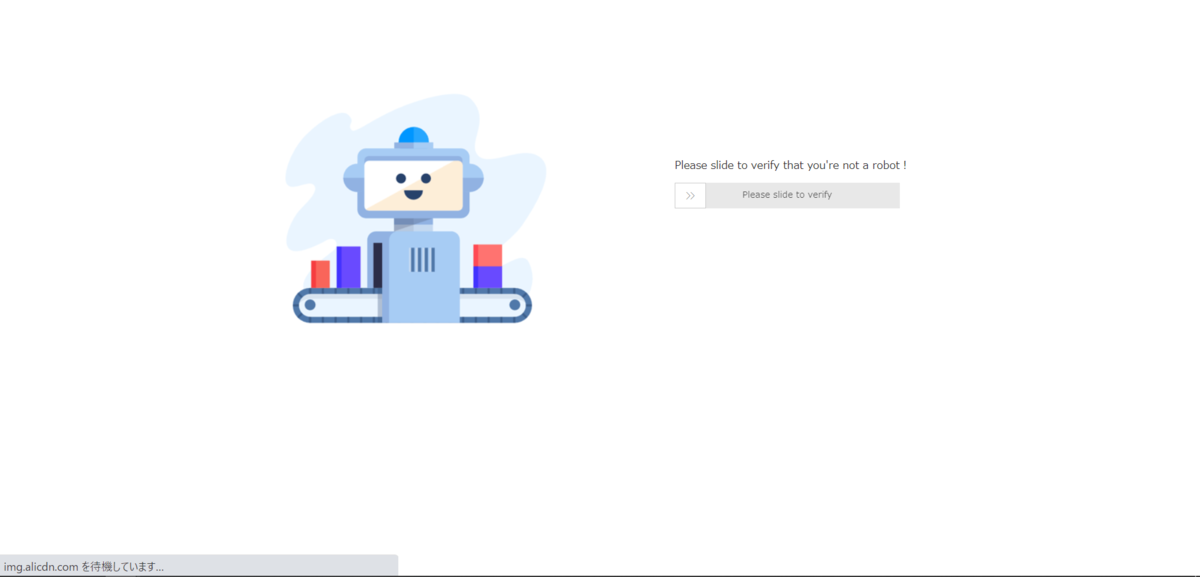 Please slide to verify that you're not a robot !
Please slide to verify
img.alicdn.com を待機しています...